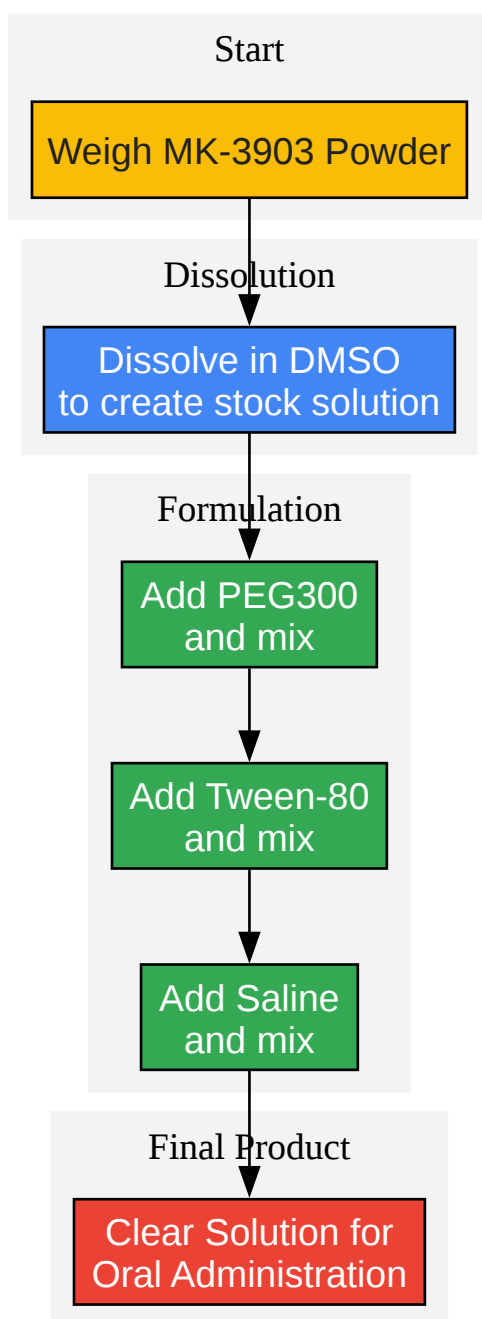 Start
Weigh MK-3903 Powder
Dissolution
Dissolve in DMSO
to create stock solution
Formulation
Add PEG300
and mix
Add Tween-80
and mix
Add Saline
and mix
Final Product
Clear Solution for
Oral Administration